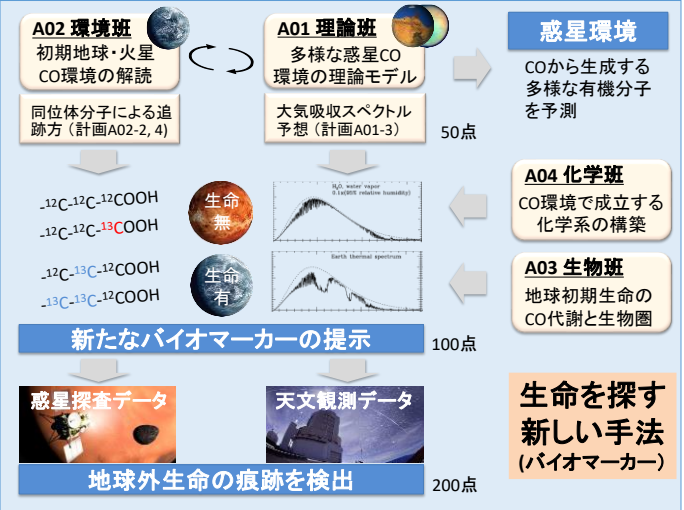 A02 環境班
初期地球・火星
CO環境の解読
A01 理論班
多様な惑星CO
環境の理論モデル
惑星環境
COから生成する
多様な有機分子
を予測
同位体分子による追
跡方（計画A02-2, 4）
大気吸収スペクトル
予想（計画A01-3）
50点
-12C-12C-12COOH
-12C-12C-13COOH
生命
無
H2O, water vapor
0.1x(95% relative humidity)
A04 化学班
CO環境で成立する
化学系の構築
-12C-13C-12COOH
-13C-13C-12COOH
生命
有
Earth thermal spectrum
A03 生物班
地球初期生命の
CO代謝と生物圏
新たなバイオマーカーの提示
100点
惑星探査データ
天文観測データ
生命を探す
新しい手法
(バイオマーカー）
地球外生命の痕跡を検出
200点